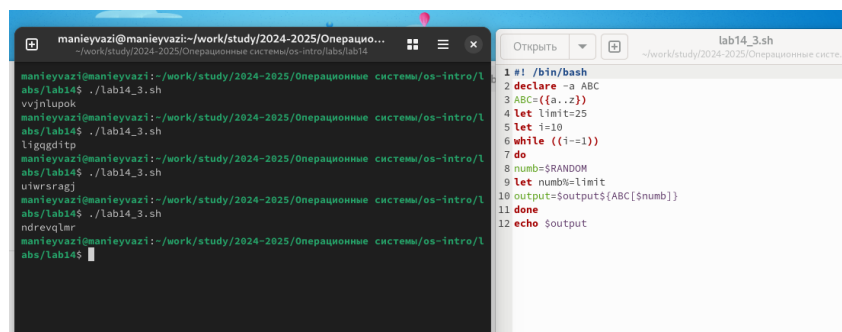 manieyvazi@manieyvazi:~/work/study/2024-2025/Операцио...
~/work/study/2024-2025/Операционные системы/os-intro/labs/lab14
manieyvazi@manieyvazi:~/work/study/2024-2025/Операционные системы/os-intro/l
abs/lab14$ ./lab14_3.sh
vvjnlupok
manieyvazi@manieyvazi:~/work/study/2024-2025/Операционные системы/os-intro/l
abs/lab14$ ./lab14_3.sh
ligqgditp
manieyvazi@manieyvazi:~/work/study/2024-2025/Операционные системы/os-intro/l
abs/lab14$ ./lab14_3.sh
uiwrsragj
manieyvazi@manieyvazi:~/work/study/2024-2025/Операционные системы/os-intro/l
abs/lab14$ ./lab14_3.sh
ndrevqlmr
manieyvazi@manieyvazi:~/work/study/2024-2025/Операционные системы/os-intro/l
abs/lab14$
Открыть
lab14_3.sh
~/work/study/2024-2025/Операционные систе...
1 #! /bin/bash
2 declare -a ABC
3 ABC=({a..z})
4 let limit=25
5 let i=10
6 while ((i-=1))
7 do
8 numb=$RANDOM
9 let numb%=limit
10 output=$output${ABC[$numb]}
11 done
12 echo $output